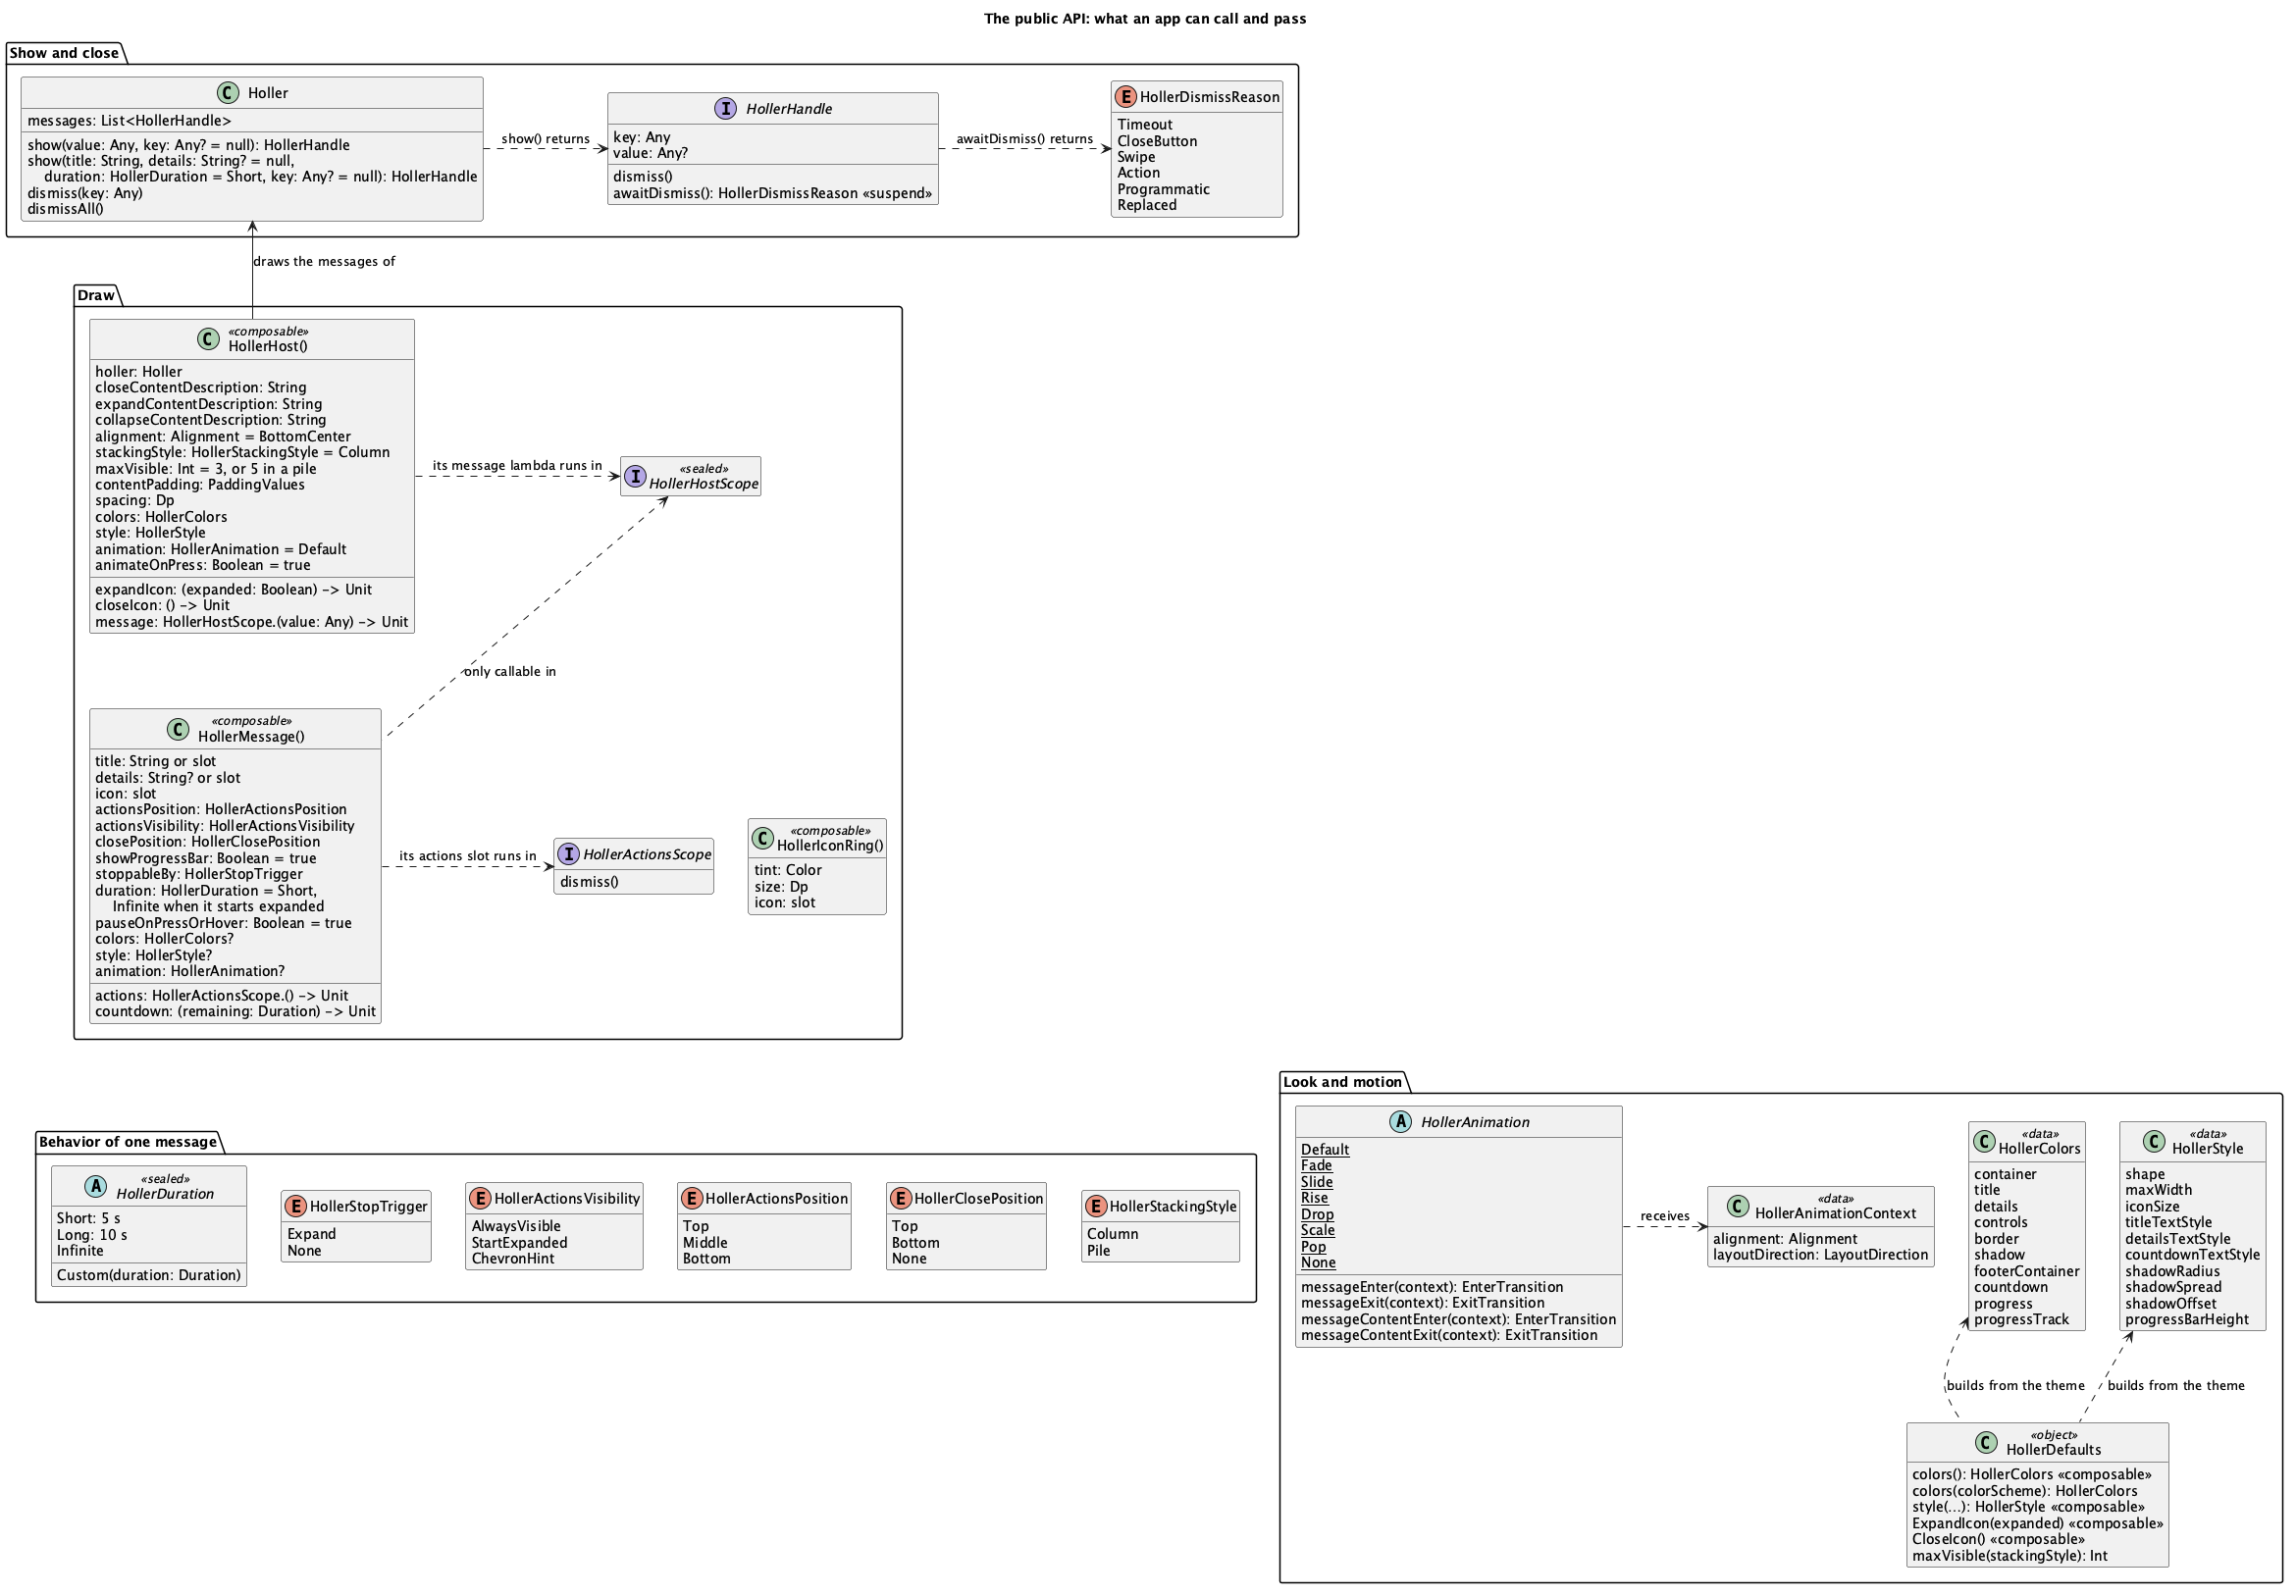 The public API: what an app can call and pass
Show and close
C Holler
messages: List<HollerHandle>
show(value: Any, key: Any? = null): HollerHandle
show(title: String, details: String? = null,
duration: HollerDuration = Short, key: Any? = null): HollerHandle
dismiss(key: Any)
dismissAll()
show() returns
I HollerHandle
key: Any
value: Any?
dismiss()
awaitDismiss(): HollerDismissReason «suspend»
awaitDismiss() returns
E HollerDismissReason
Timeout
CloseButton
Swipe
Action
Programmatic
Replaced
draws the messages of
Draw
«composable»
C HollerHost()
holler: Holler
closeContentDescription: String
expandContentDescription: String
collapseContentDescription: String
alignment: Alignment = BottomCenter
stackingStyle: HollerStackingStyle = Column
maxVisible: Int = 3, or 5 in a pile
contentPadding: PaddingValues
spacing: Dp
colors: HollerColors
style: HollerStyle
animation: HollerAnimation = Default
animateOnPress: Boolean = true
expandIcon: (expanded: Boolean) -> Unit
closeIcon: () -> Unit
message: HollerHostScope.(value: Any) -> Unit
its message lambda runs in
«sealed»
I HollerHostScope
only callable in
«composable»
C HollerMessage()
title: String or slot
details: String? or slot
icon: slot
actionsPosition: HollerActionsPosition
actionsVisibility: HollerActionsVisibility
closePosition: HollerClosePosition
showProgressBar: Boolean = true
stoppableBy: HollerStopTrigger
duration: HollerDuration = Short,
Infinite when it starts expanded
pauseOnPressOrHover: Boolean = true
colors: HollerColors?
style: HollerStyle?
animation: HollerAnimation?
actions: HollerActionsScope.() -> Unit
countdown: (remaining: Duration) -> Unit
its actions slot runs in
I HollerActionsScope
dismiss()
«composable»
C HollerIconRing()
tint: Color
size: Dp
icon: slot
Behavior of one message
«sealed»
A HollerDuration
Short: 5 s
Long: 10 s
Infinite
Custom(duration: Duration)
E HollerStopTrigger
Expand
None
E HollerActionsVisibility
AlwaysVisible
StartExpanded
ChevronHint
E HollerActionsPosition
Top
Middle
Bottom
E HollerClosePosition
Top
Bottom
None
E HollerStackingStyle
Column
Pile
Look and motion
A HollerAnimation
Default
Fade
Slide
Rise
Drop
Scale
Pop
None
messageEnter(context): EnterTransition
messageExit(context): ExitTransition
messageContentEnter(context): EnterTransition
messageContentExit(context): ExitTransition
receives
«data»
C HollerAnimationContext
alignment: Alignment
layoutDirection: LayoutDirection
«data»
C HollerColors
container
title
details
controls
border
shadow
footerContainer
countdown
progress
progressTrack
«data»
C HollerStyle
shape
maxWidth
iconSize
titleTextStyle
detailsTextStyle
countdownTextStyle
shadowRadius
shadowSpread
shadowOffset
progressBarHeight
builds from the theme
builds from the theme
«object»
C HollerDefaults
colors(): HollerColors «composable»
colors(colorScheme): HollerColors
style(...): HollerStyle «composable»
ExpandIcon(expanded) «composable»
CloseIcon() «composable»
maxVisible(stackingStyle): Int